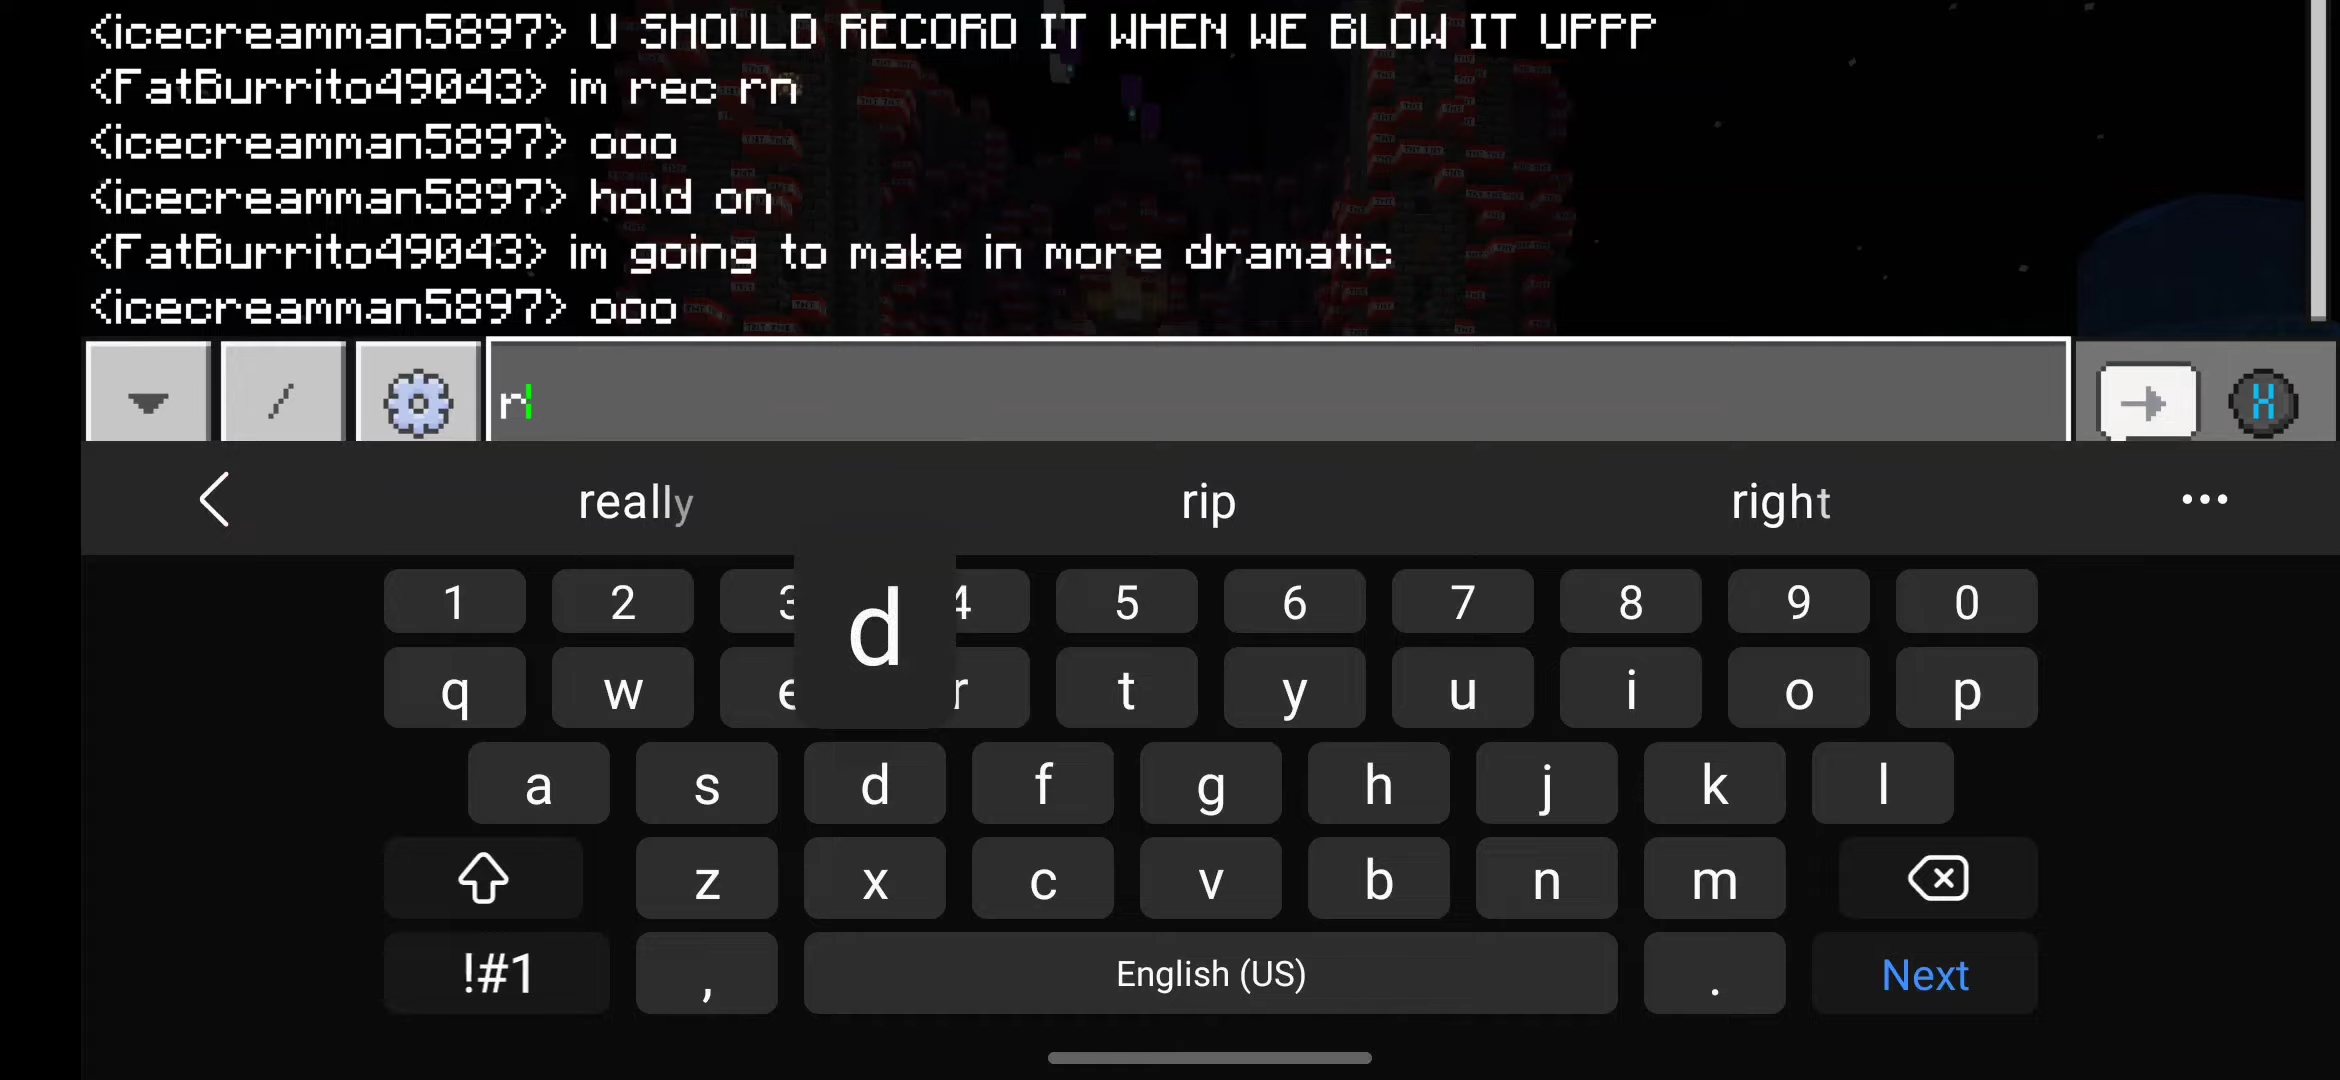 <icecreamman5897> U SHOULD RECORD IT WHEN WE BLOW IT UPPP
<FatBurrito49043> im rec rn
<icecreamman5897> ooo
<icecreamman5897> hold on
<FatBurrito49043> im going to make in more dramatic
<icecreamman5897> ooo
/ r
really rip right ...
1 2 3 4 5 6 7 8 9 0
d
q w e r t y u i o p
a s d f g h j k l
z x c v b n m
!#1 , English (US) . Next